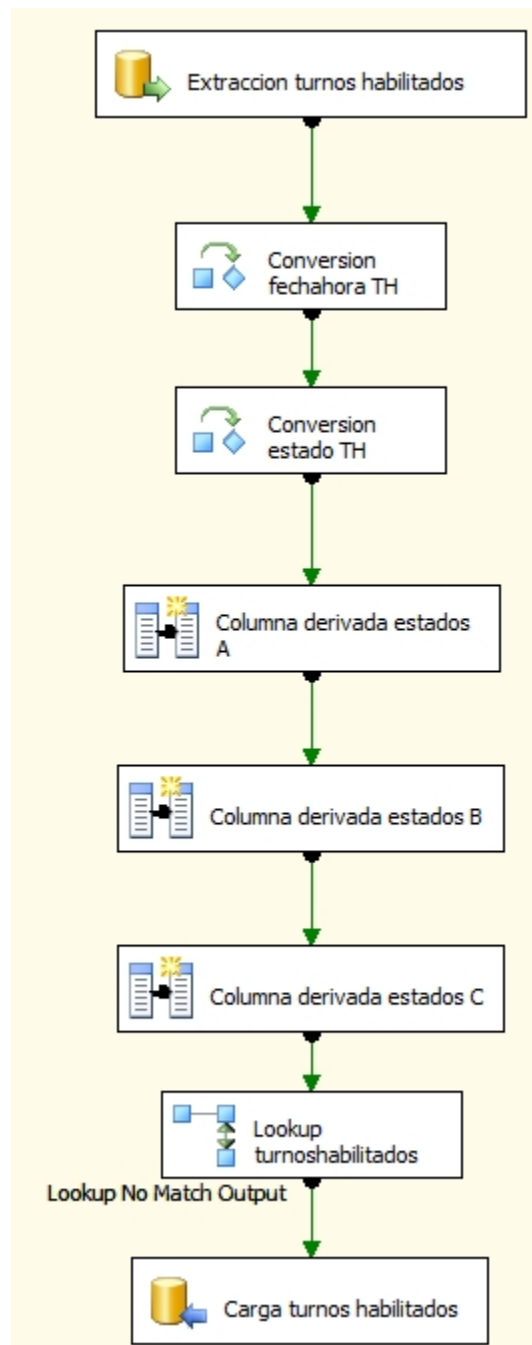 Extraccion turnos habilitados
Conversion
fechahora TH
Conversion
estado TH
Columna derivada estados
A
Columna derivada estados B
Columna derivada estados C
Lookup
turnoshabilitados
Lookup No Match Output
Carga turnos habilitados